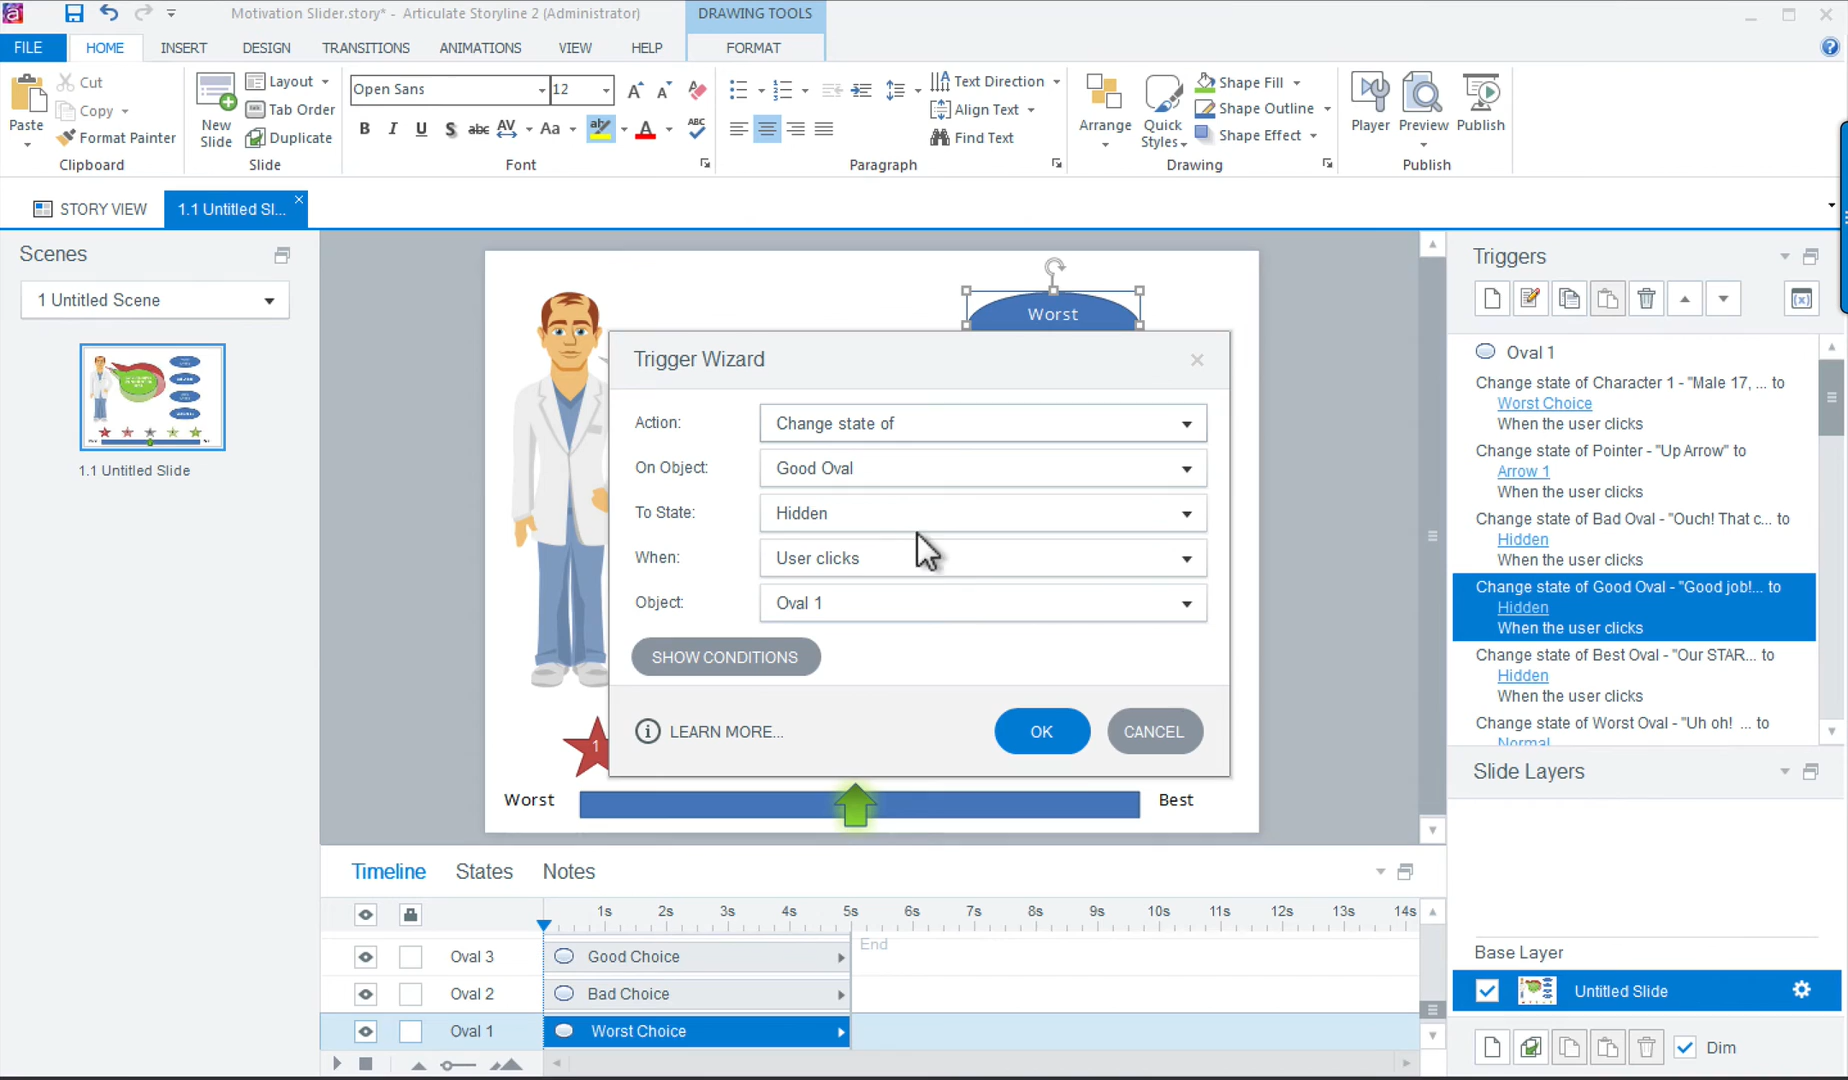 Motivation Slider.story* - Articulate Storyline 2 (Administrator)
DRAWING TOOLS
FILE
HOME
INSERT
DESIGN
TRANSITIONS
ANIMATIONS
VIEW
HELP
FORMAT
Paste
Cut
Copy
Format Painter
Clipboard
New Slide
Layout
Tab Order
Duplicate
Slide
Open Sans
12
B I U S abc AV Aa A ABC
Font
Text Direction
Align Text
Find Text
Paragraph
Arrange
Quick Styles
Shape Fill
Shape Outline
Shape Effect
Drawing
Player
Preview
Publish
Publish
STORY VIEW
1.1 Untitled Sl...
Scenes
1 Untitled Scene
1.1 Untitled Slide
Worst
Trigger Wizard
Action: Change state of
On Object: Good Oval
To State: Hidden
When: User clicks
Object: Oval 1
SHOW CONDITIONS
LEARN MORE...
OK
CANCEL
1
Worst
Best
Triggers
Oval 1
Change state of Character 1 - "Male 17, ... to
Worst Choice
When the user clicks
Change state of Pointer - "Up Arrow" to
Arrow 1
When the user clicks
Change state of Bad Oval - "Ouch! That c... to
Hidden
When the user clicks
Change state of Good Oval - "Good job!... to
Hidden
When the user clicks
Change state of Best Oval - "Our STAR... to
Hidden
When the user clicks
Change state of Worst Oval - "Uh oh! ... to
Normal
Slide Layers
Base Layer
Untitled Slide
Dim
Timeline
States
Notes
1s 2s 3s 4s 5s 6s 7s 8s 9s 10s 11s 12s 13s 14s
End
Oval 3 Good Choice
Oval 2 Bad Choice
Oval 1 Worst Choice